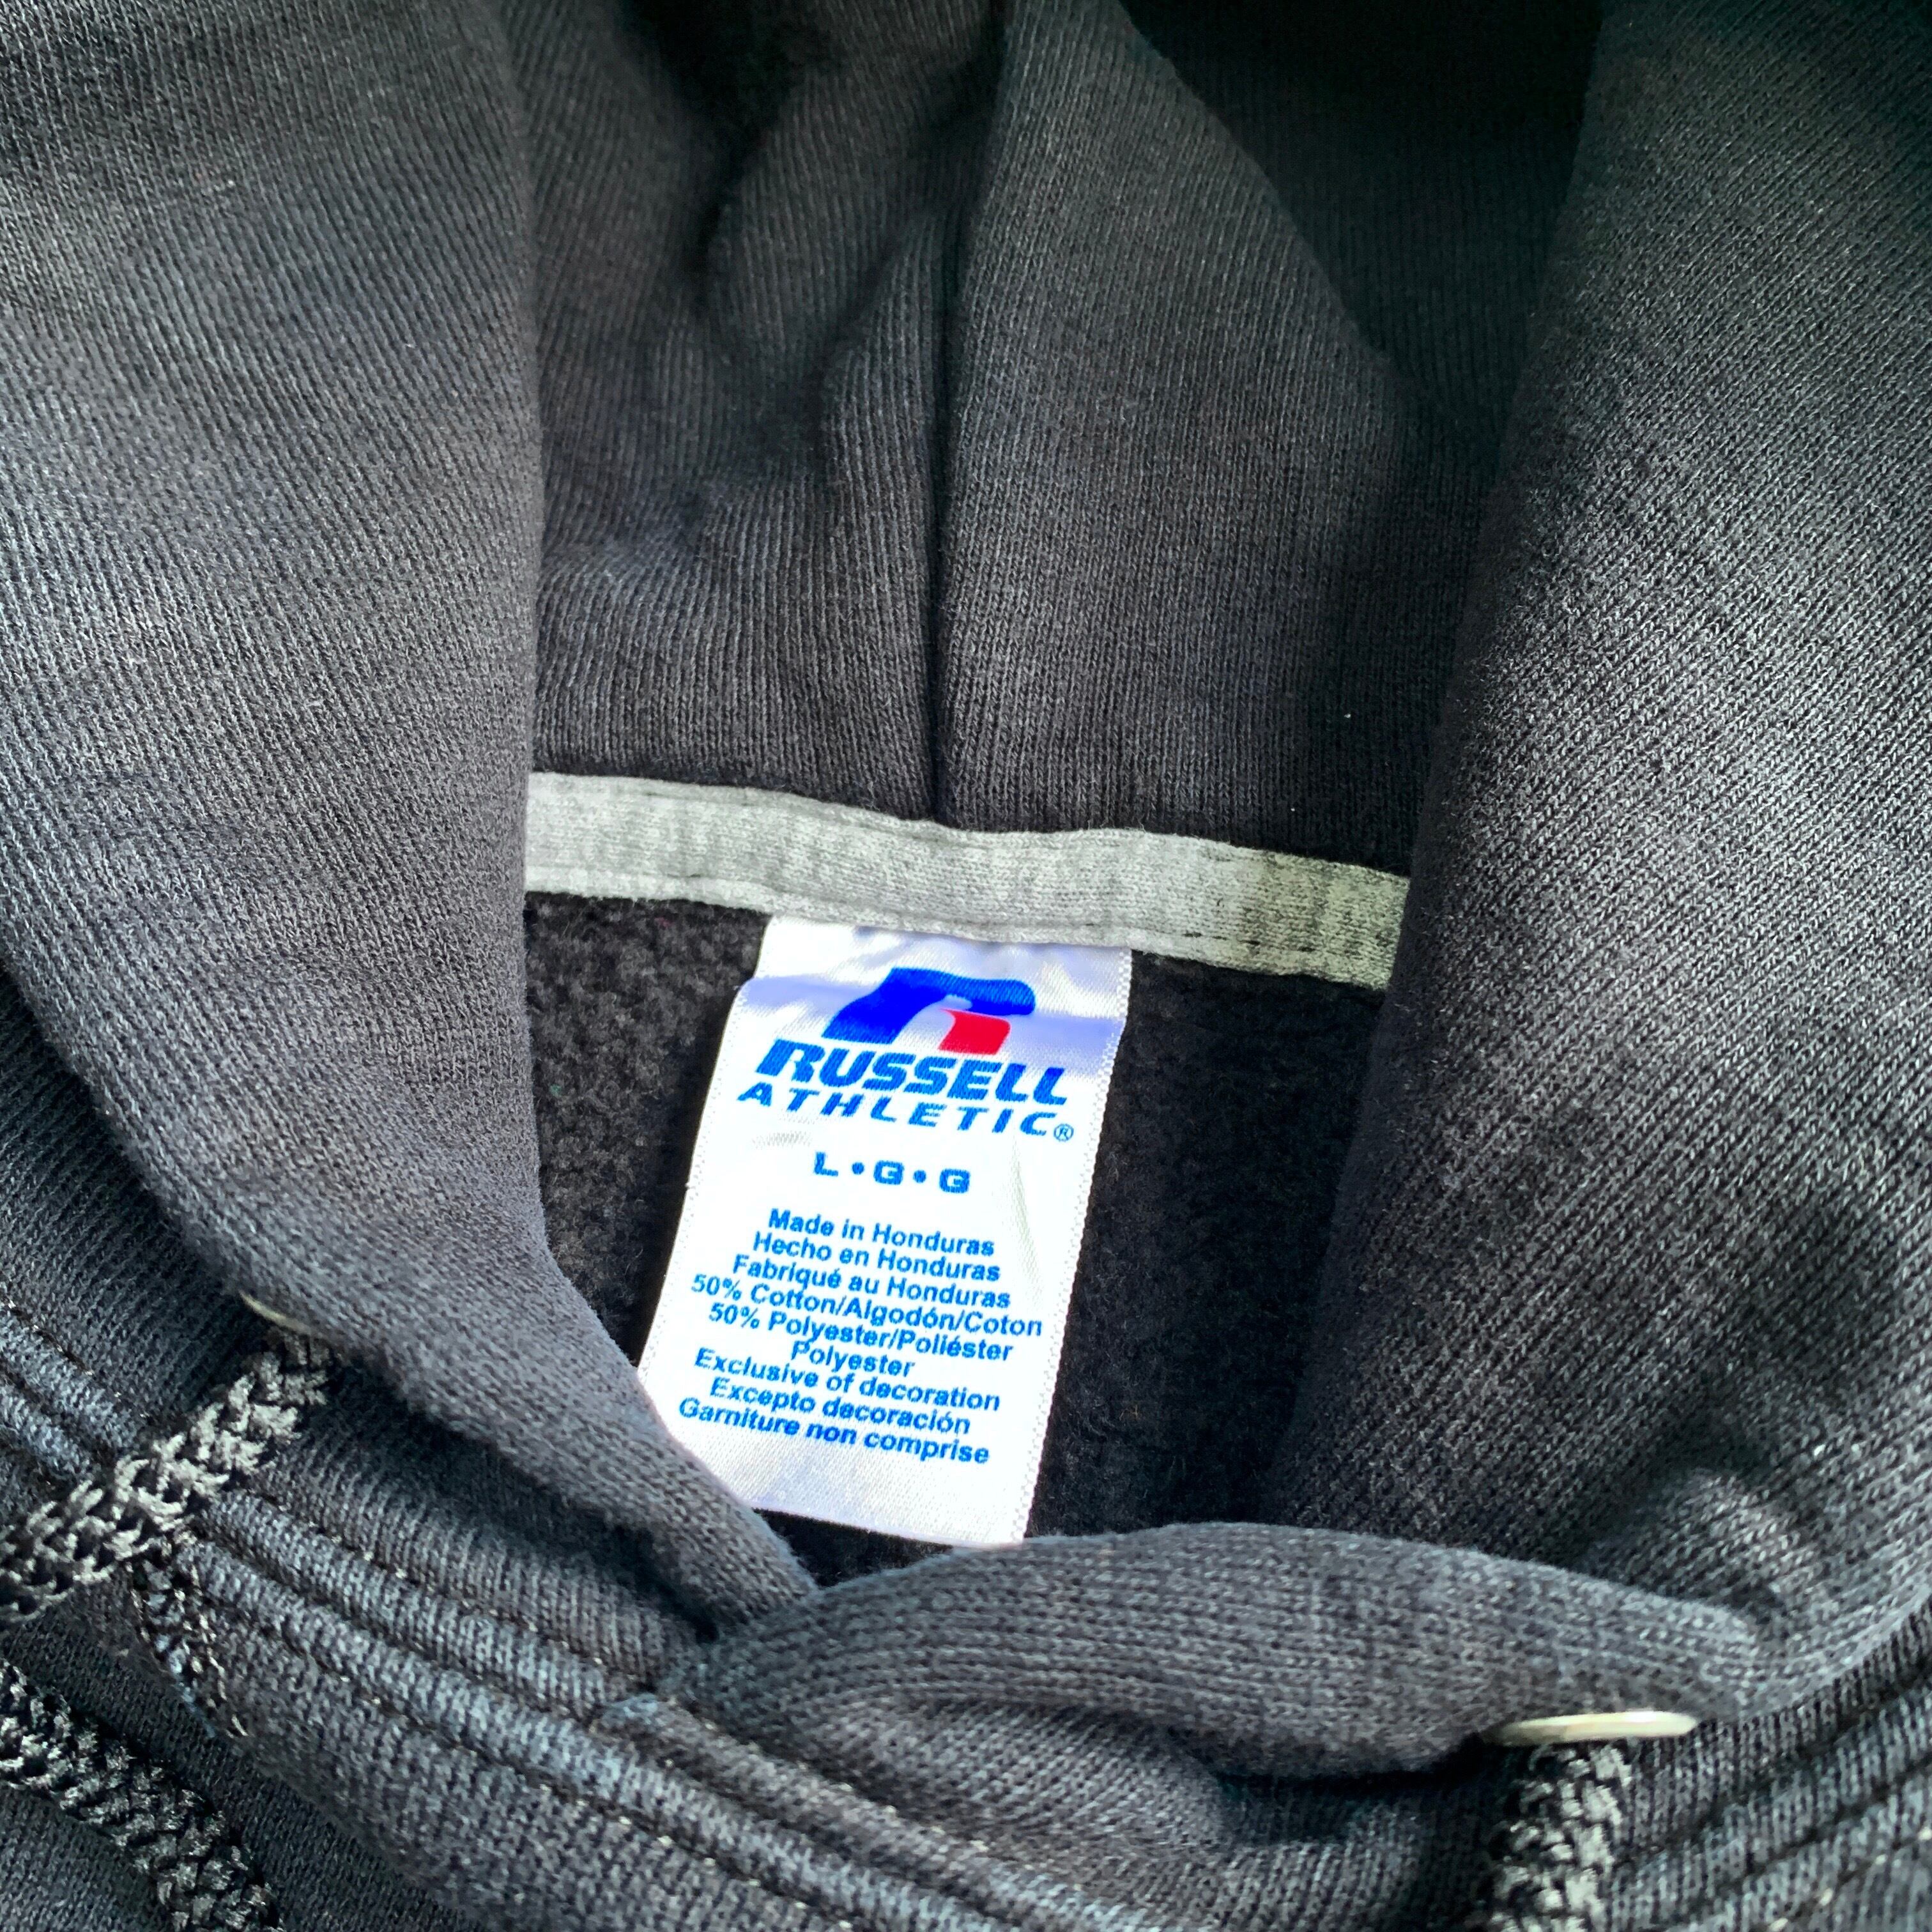 RUSSELL
ATHLETIC®
L•G•G
Made in Honduras
Hecho en Honduras
Fabriqué au Honduras
50% Cotton/Algodón/Coton
50% Polyester/Poliéster
Polyester
Exclusive of decoration
Excepto decoración
Garniture non comprise